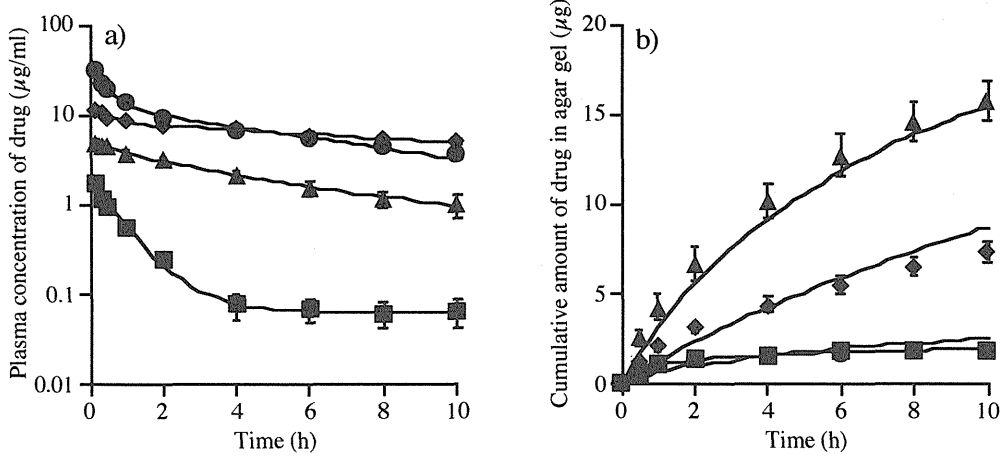 a)
Plasma concentration of drug (μg/ml)
100
10
1
0.1
0.01
0 2 4 6 8 10
Time (h)
b)
Cumulative amount of drug in agar gel (μg)
20
15
10
5
0
0 2 4 6 8 10
Time (h)